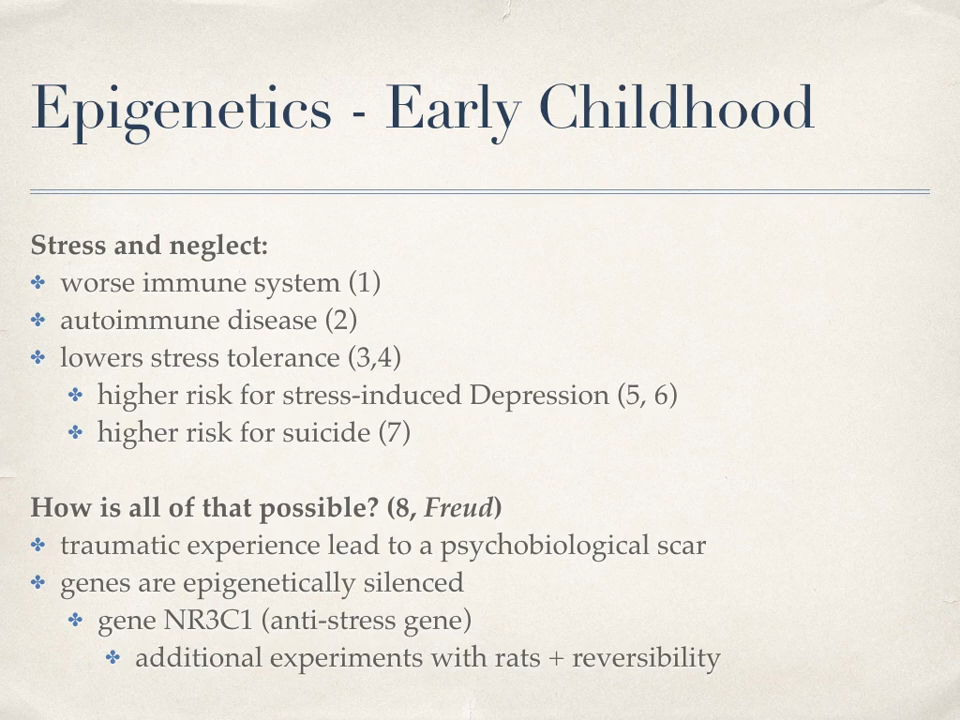 Epigenetics - Early Childhood
Stress and neglect:
✤ worse immune system (1)
✤ autoimmune disease (2)
✤ lowers stress tolerance (3,4)
✤ higher risk for stress-induced Depression (5, 6)
✤ higher risk for suicide (7)
How is all of that possible? (8, Freud)
✤ traumatic experience lead to a psychobiological scar
✤ genes are epigenetically silenced
✤ gene NR3C1 (anti-stress gene)
✤ additional experiments with rats + reversibility